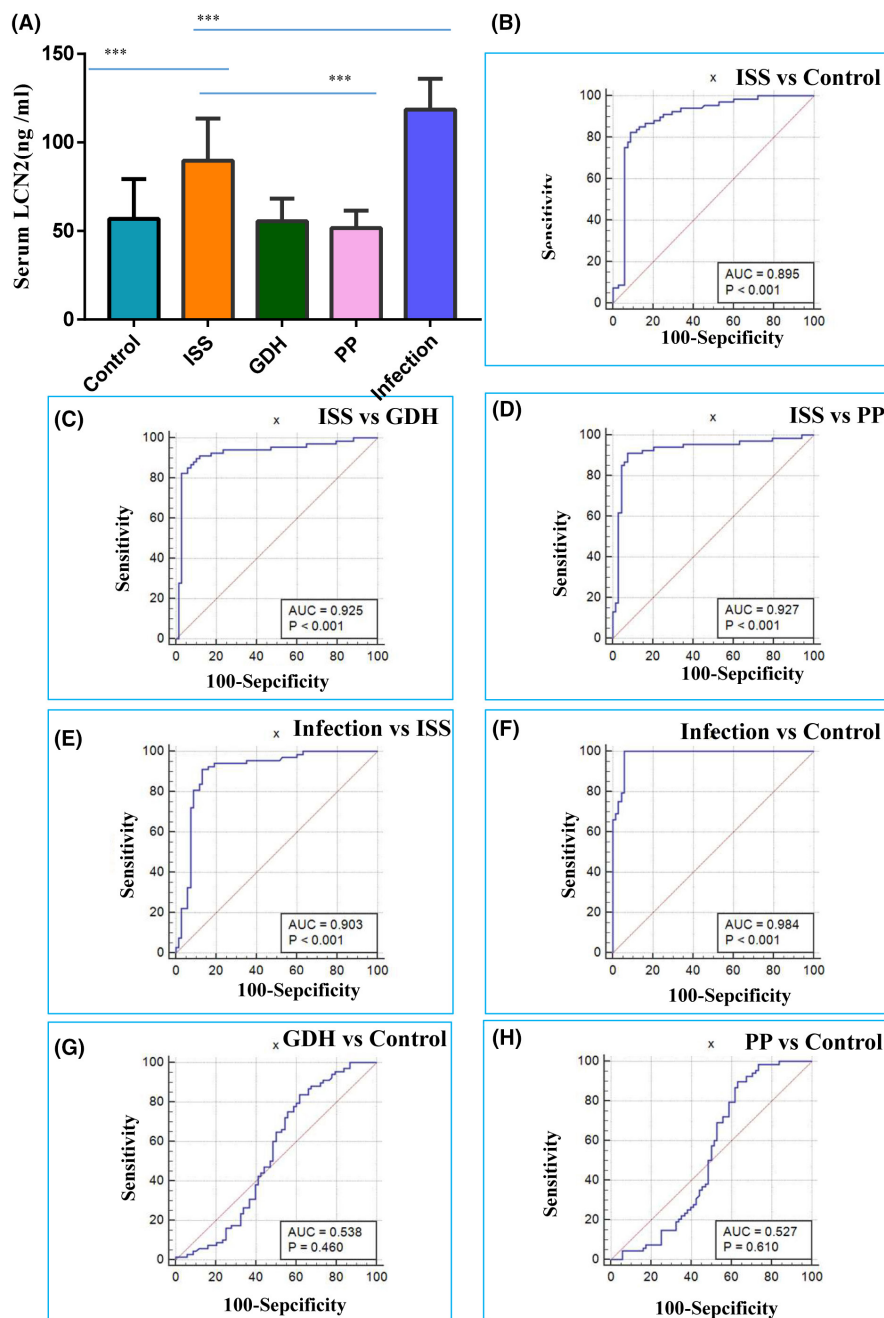 (A)
***
***
***
150
100
50
0
Serum LCN2(ng /ml)
Control
ISS
GDH
PP
Infection
(B)
x
ISS vs Control
100
80
60
40
20
0
Sensitivity
AUC = 0.895
P < 0.001
0 20 40 60 80 100
100-Sepcificity
(C)
x
ISS vs GDH
100
80
60
40
20
0
Sensitivity
AUC = 0.925
P < 0.001
0 20 40 60 80 100
100-Sepcificity
(D)
x
ISS vs PP
100
80
60
40
20
0
Sensitivity
AUC = 0.927
P < 0.001
0 20 40 60 80 100
100-Sepcificity
(E)
x
Infection vs ISS
100
80
60
40
20
0
Sensitivity
AUC = 0.903
P < 0.001
0 20 40 60 80 100
100-Sepcificity
(F)
Infection vs Control
100
80
60
40
20
0
Sensitivity
AUC = 0.984
P < 0.001
0 20 40 60 80 100
100-Sepcificity
(G)
x
GDH vs Control
100
80
60
40
20
0
Sensitivity
AUC = 0.538
P = 0.460
0 20 40 60 80 100
100-Sepcificity
(H)
x
PP vs Control
100
80
60
40
20
0
Sensitivity
AUC = 0.527
P = 0.610
0 20 40 60 80 100
100-Sepcificity